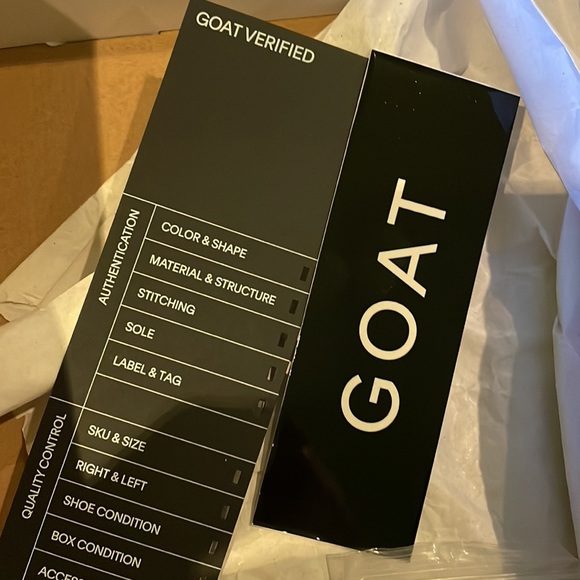 GOAT VERIFIED
AUTHENTICATION
COLOR & SHAPE
MATERIAL & STRUCTURE
STITCHING
SOLE
LABEL & TAG
QUALITY CONTROL
SKU & SIZE
RIGHT & LEFT
SHOE CONDITION
BOX CONDITION
GOAT